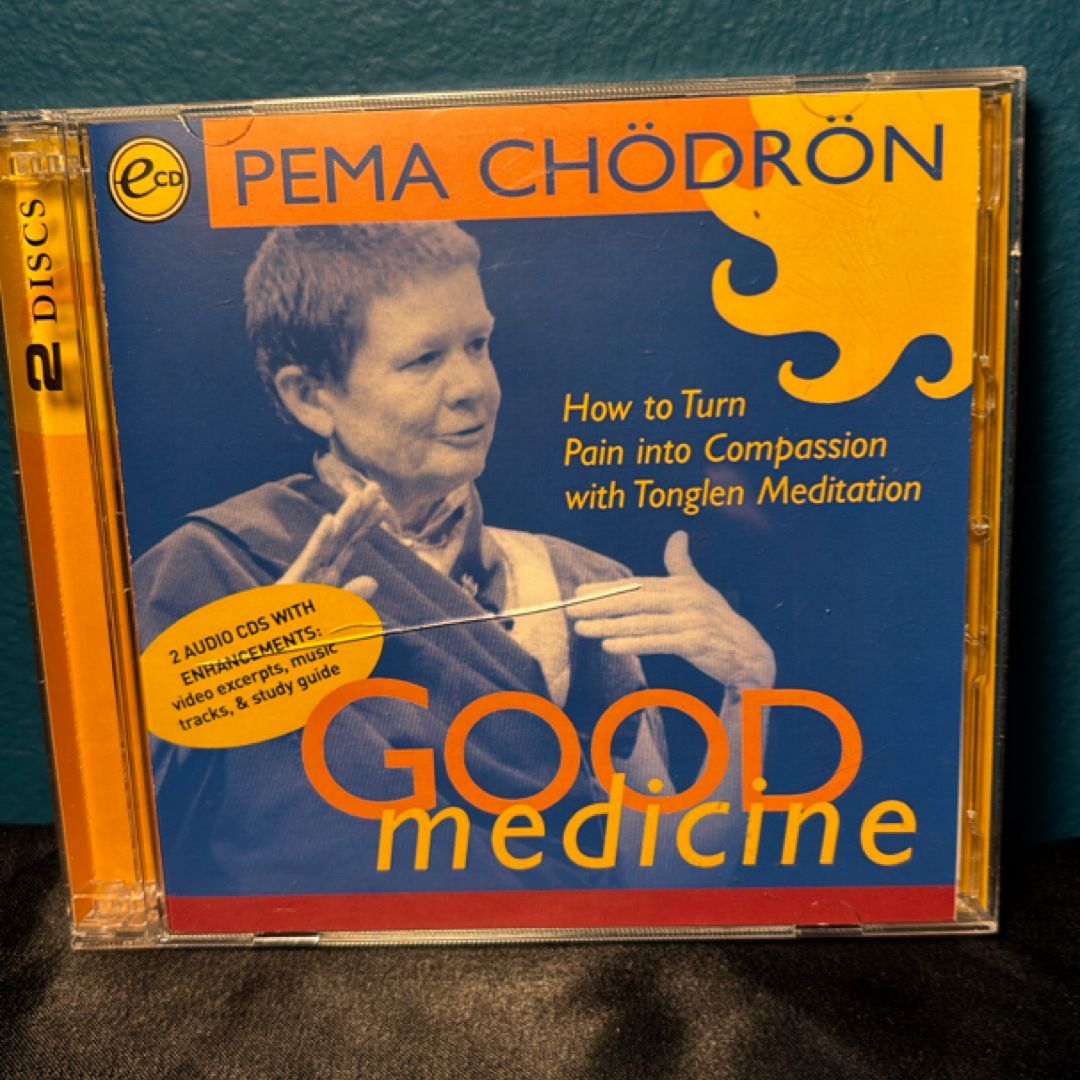 2 DISCS
eCD
PEMA CHÖDRÖN
How to Turn
Pain into Compassion
with Tonglen Meditation
2 AUDIO CDS WITH
ENHANCEMENTS:
video excerpts, music
tracks, & study guide
GOOD
medicine